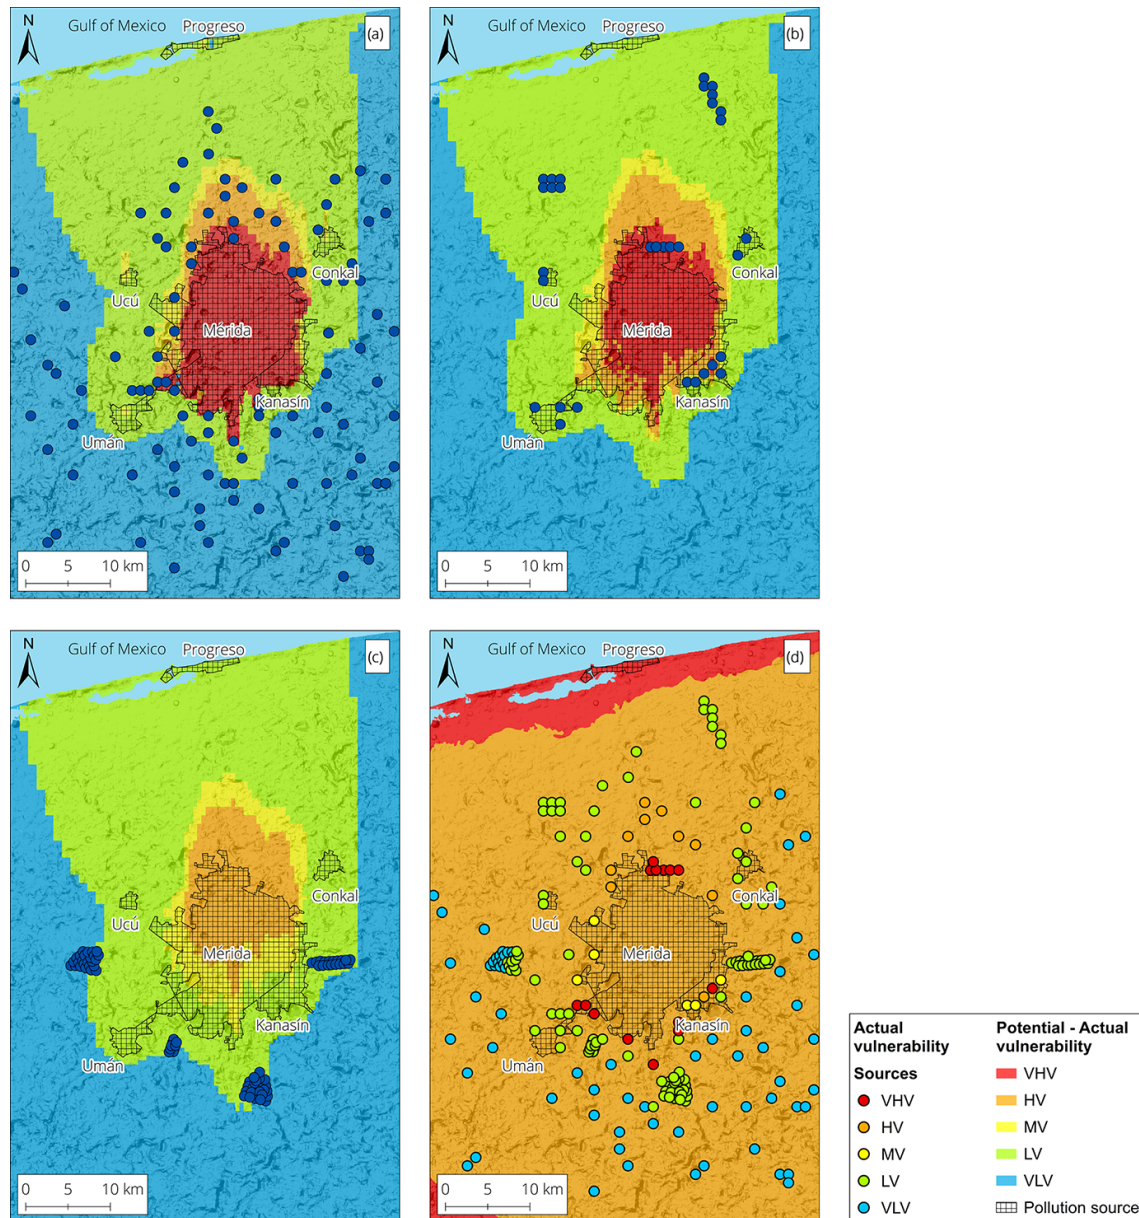 N
Gulf of Mexico
Progreso
(a)
Conkal
Ucú
Mérida
Kanasín
Umán
0 5 10 km
N
Gulf of Mexico
Progreso
(b)
Conkal
Ucú
Mérida
Kanasín
Umán
0 5 10 km
N
Gulf of Mexico
Progreso
(c)
Conkal
Ucú
Mérida
Kanasín
Umán
0 5 10 km
N
Gulf of Mexico
Progreso
(d)
Conkal
Ucú
Mérida
Kanasín
Umán
0 5 10 km
Actual
vulnerability
Sources
VHV
HV
MV
LV
VLV
Potential - Actual
vulnerability
VHV
HV
MV
LV
VLV
Pollution source